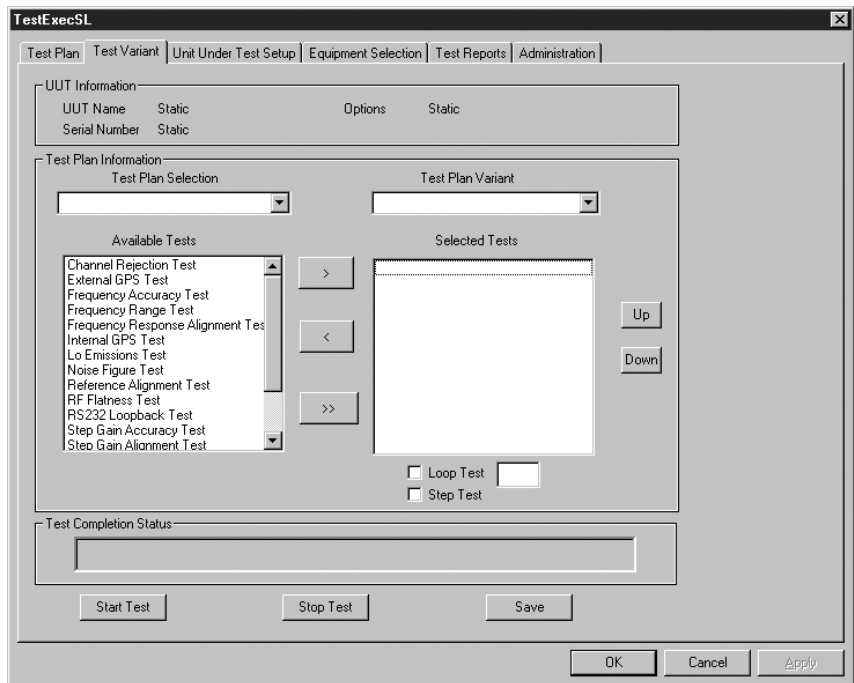 TestExecSL
Test Plan Test Variant Unit Under Test Setup Equipment Selection Test Reports Administration
UUT Information
UUT Name Static Options Static
Serial Number Static
Test Plan Information
Test Plan Selection Test Plan Variant
Available Tests Selected Tests
Channel Rejection Test
External GPS Test
Frequency Accuracy Test
Frequency Range Test
Frequency Response Alignment Tes
Internal GPS Test
Lo Emissions Test
Noise Figure Test
Reference Alignment Test
RF Flatness Test
RS232 Loopback Test
Step Gain Accuracy Test
Step Gain Alignment Test
>
<
>>
Up
Down
Loop Test
Step Test
Test Completion Status
Start Test Stop Test Save
OK Cancel Apply